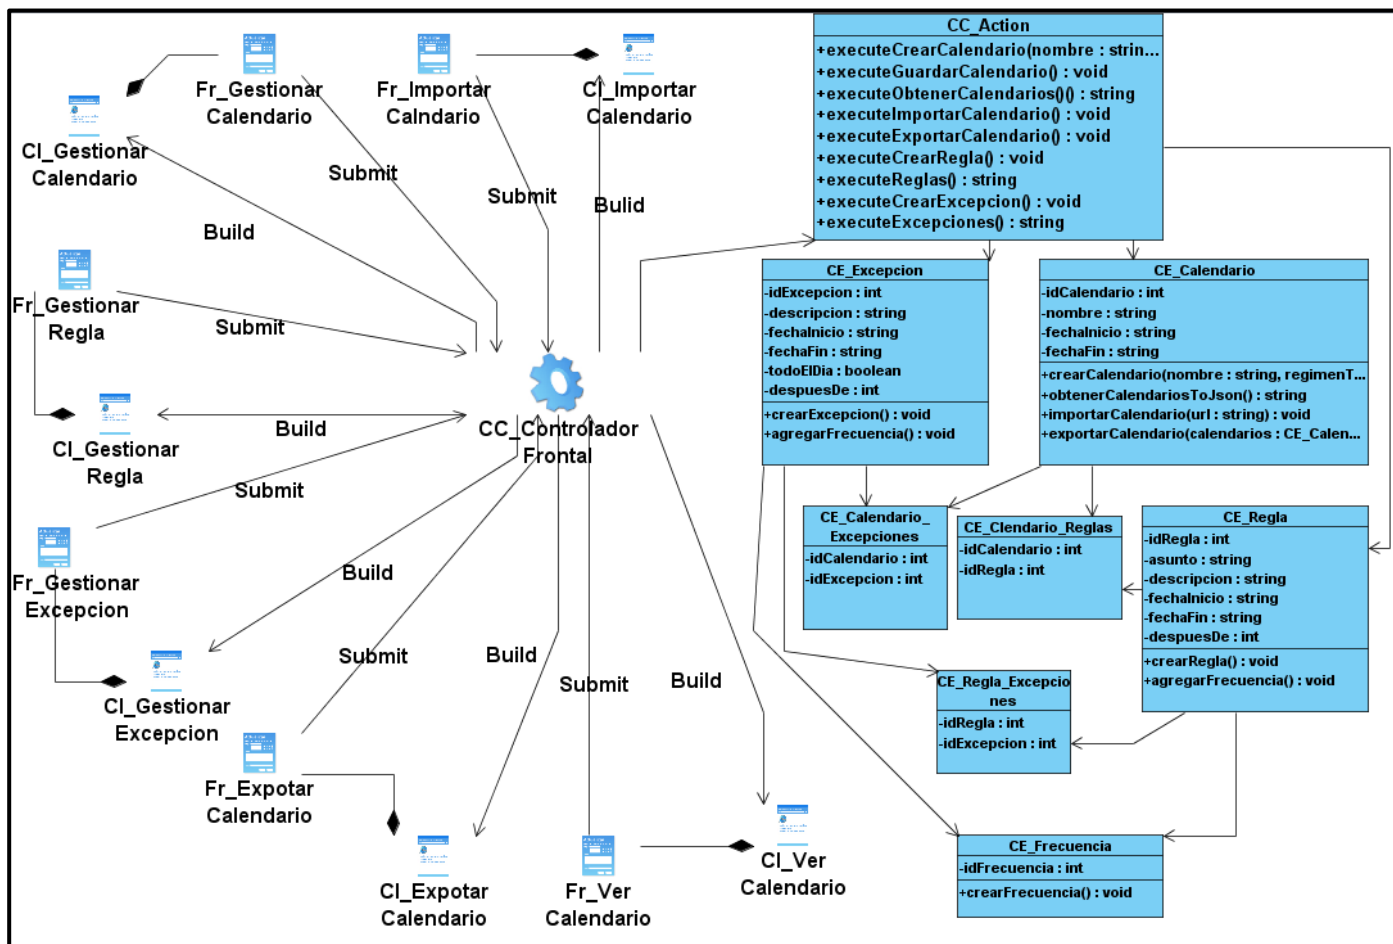 Fr_Gestionar
Calendario
Fr_Importar
Calndario
CI_Importar
Calendario
CI_Gestionar
Calendario
Submit
Submit
Bulid
Build
Fr_Gestionar
Regla
Submit
CI_Gestionar
Regla
Build
CC_Controlador
Frontal
Submit
Fr_Gestionar
Excepcion
Build
CI_Gestionar
Excepcion
Submit
Build
Submit
Build
Fr_Expotar
Calendario
CI_Expotar
Calendario
Fr_Ver
Calendario
CI_Ver
Calendario
CC_Action
+executeCrearCalendario(nombre : strin...
+executeGuardarCalendario() : void
+executeObtenerCalendarios()() : string
+executeImportarCalendario() : void
+executeExportarCalendario() : void
+executeCrearRegla() : void
+executeReglas() : string
+executeCrearExcepcion() : void
+executeExcepciones() : string
CE_Excepcion
-idExcepcion : int
-descripcion : string
-fechaInicio : string
-fechaFin : string
-todoElDia : boolean
-despuesDe : int
+crearExcepcion() : void
+agregarFrecuencia() : void
CE_Calendario
-idCalendario : int
-nombre : string
-fechaInicio : string
-fechaFin : string
+crearCalendario(nombre : string, regimenT...
+obtenerCalendariosToJson() : string
+importarCalendario(url : string) : void
+exportarCalendario(calendarios : CE_Calen...
CE_Calendario_
Excepciones
-idCalendario : int
-idExcepcion : int
CE_Clendario_Reglas
-idCalendario : int
-idRegla : int
CE_Regla
-idRegla : int
-asunto : string
-descripcion : string
-fechaInicio : string
-fechaFin : string
-despuesDe : int
+crearRegla() : void
+agregarFrecuencia() : void
CE_Regla_Excepcio
nes
-idRegla : int
-idExcepcion : int
CE_Frecuencia
-idFrecuencia : int
+crearFrecuencia() : void